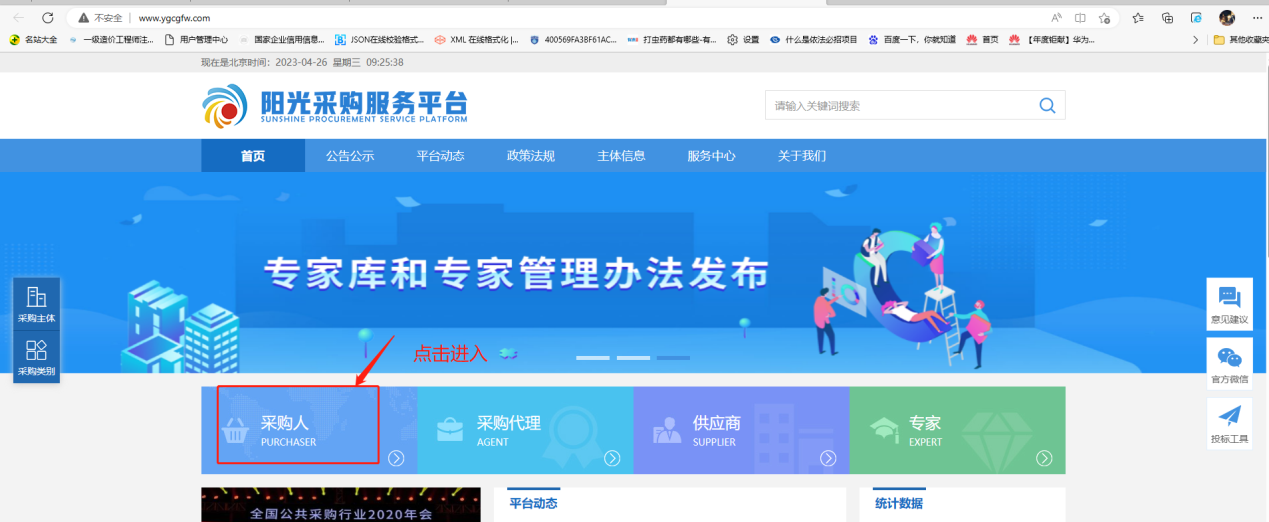 不安全 | www.ygcgfw.com
名站大全 一级造价工程师注... 用户管理中心 国家企业信用信息... JSON在线校验格式... XML 在线格式化 |... 400569FA38F61AC... 打虫药都有哪些-有... 设置 什么是依法必招项目 百度一下，你就知道 首页 【年度钜献】华为... 其他收藏夹
现在是北京时间：2023-04-26 星期三 09:25:38
阳光采购服务平台
SUNSHINE PROCUREMENT SERVICE PLATFORM
请输入关键词搜索
首页 公告公示 平台动态 政策法规 主体信息 服务中心 关于我们
专家库和专家管理办法发布
采购主体
采购类别
意见建议
官方微信
投标工具
点击进入
采购人
PURCHASER
采购代理
AGENT
供应商
SUPPLIER
专家
EXPERT
全国公共采购行业2020年会
平台动态
统计数据